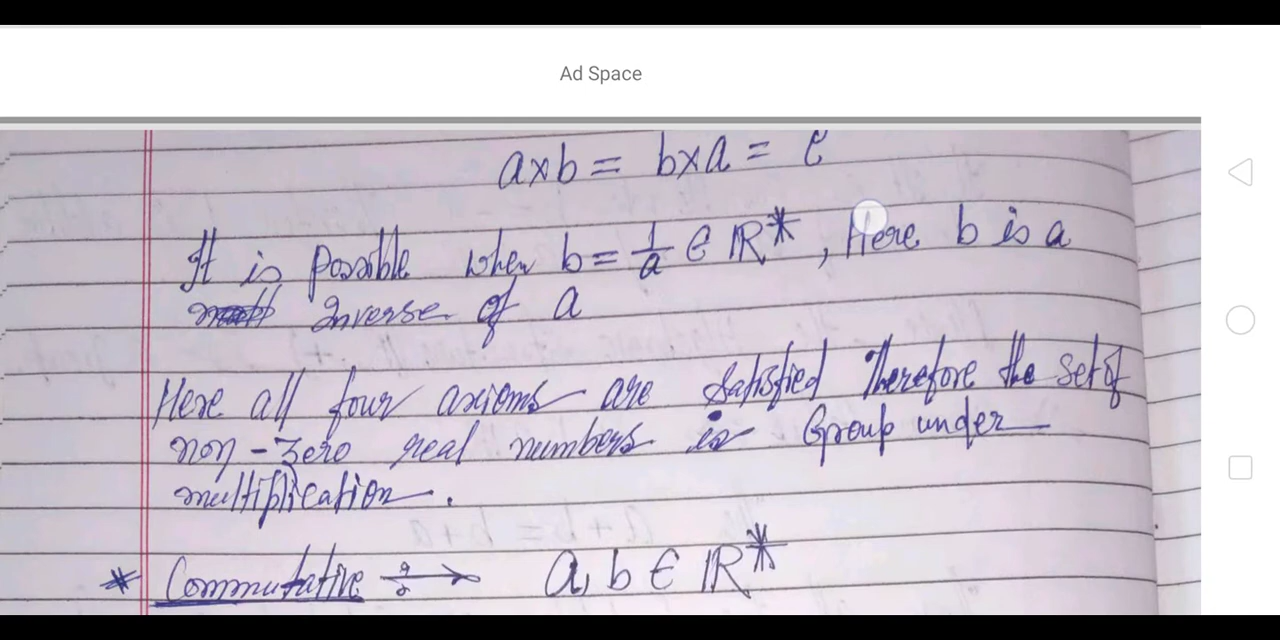 Ad Space
a×b = b×a = e
It is possible when b = 1/a ∈ ℝ*, Here b is a
inverse of a
Here all four axioms are satisfied Therefore the set of
non-zero real numbers is Group under
multiplication.
* Commutative → a, b ∈ ℝ*